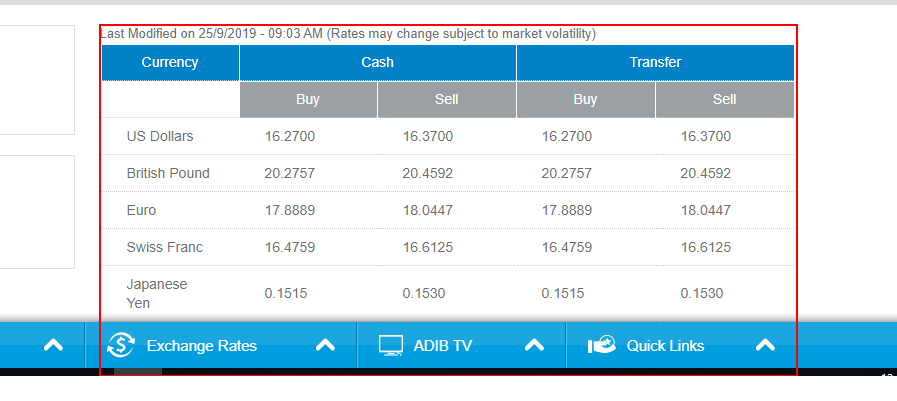 Last Modified on 25/9/2019 - 09:03 AM (Rates may change subject to market volatility)
Currency Cash Transfer
Buy Sell Buy Sell
US Dollars 16.2700 16.3700 16.2700 16.3700
British Pound 20.2757 20.4592 20.2757 20.4592
Euro 17.8889 18.0447 17.8889 18.0447
Swiss Franc 16.4759 16.6125 16.4759 16.6125
Japanese
Yen 0.1515 0.1530 0.1515 0.1530
Exchange Rates ADIB TV Quick Links